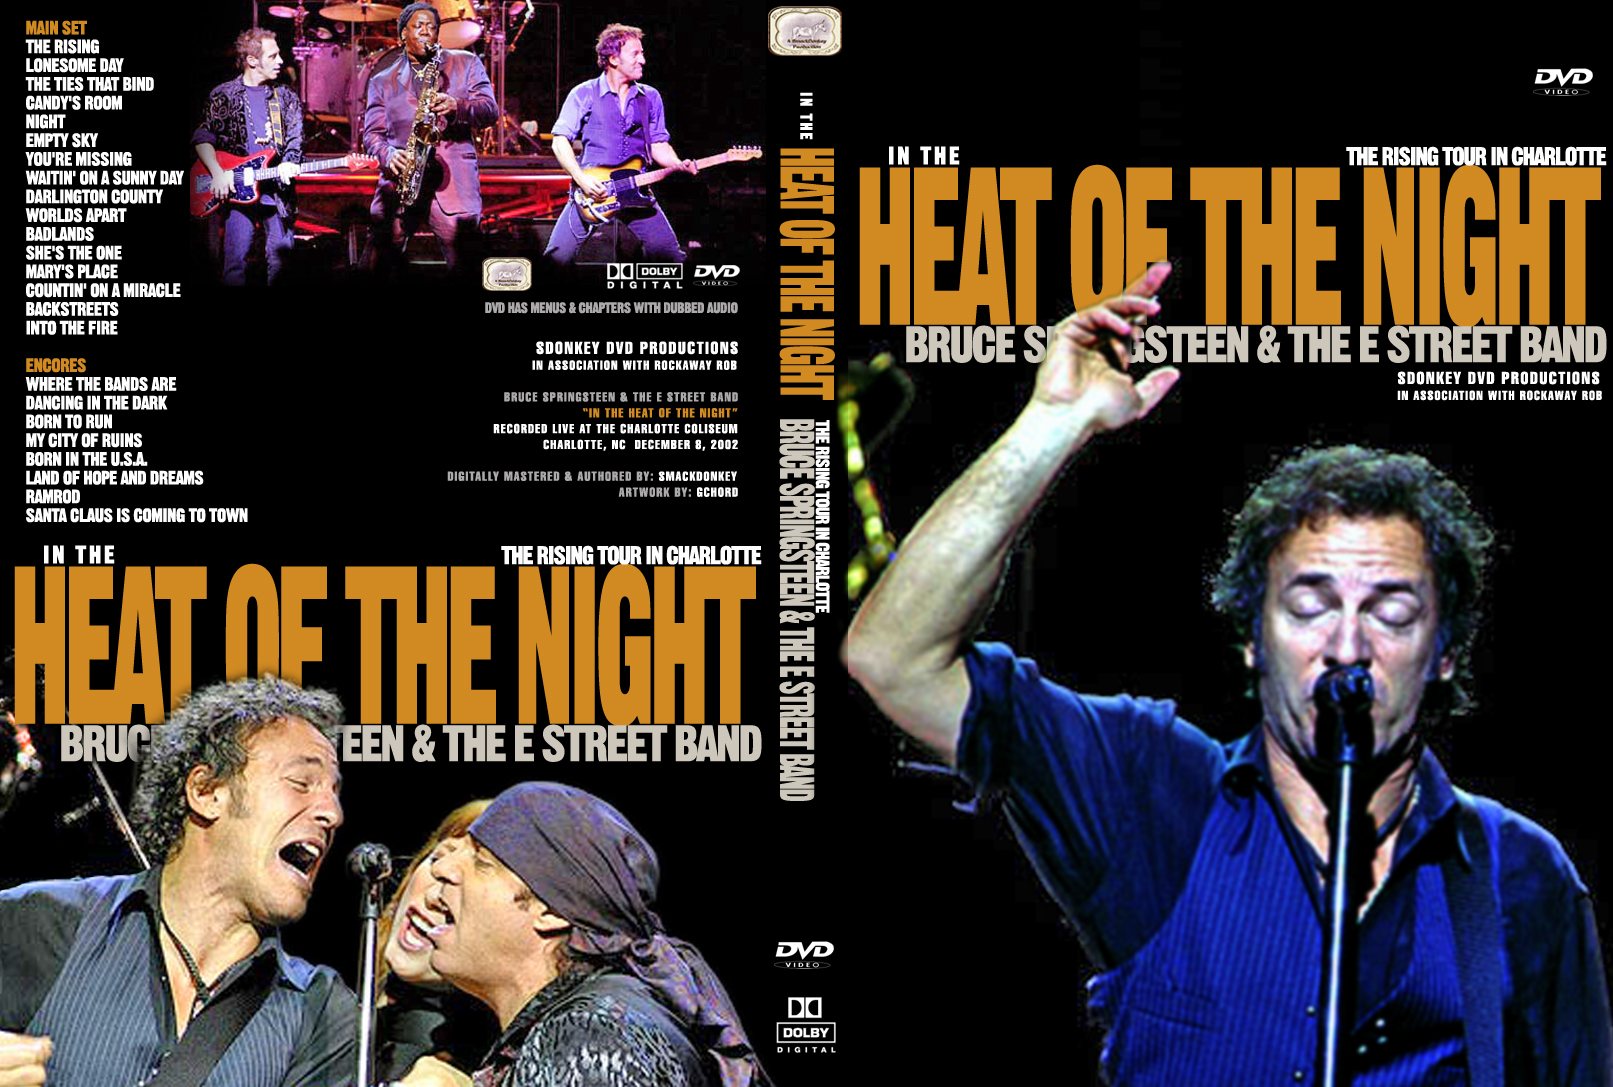 MAIN SET
THE RISING
LONESOME DAY
THE TIES THAT BIND
CANDY'S ROOM
NIGHT
EMPTY SKY
YOU'RE MISSING
WAITIN' ON A SUNNY DAY
DARLINGTON COUNTY
WORLDS APART
BADLANDS
SHE'S THE ONE
MARY'S PLACE
COUNTIN' ON A MIRACLE
BACKSTREETS
INTO THE FIRE
ENCORES
WHERE THE BANDS ARE
DANCING IN THE DARK
BORN TO RUN
MY CITY OF RUINS
BORN IN THE U.S.A.
LAND OF HOPE AND DREAMS
RAMROD
SANTA CLAUS IS COMING TO TOWN
DOLBY
DIGITAL
DVD
VIDEO
DVD HAS MENUS & CHAPTERS WITH DUBBED AUDIO
SDONKEY DVD PRODUCTIONS
IN ASSOCIATION WITH ROCKAWAY ROB
BRUCE SPRINGSTEEN & THE E STREET BAND
"IN THE HEAT OF THE NIGHT"
RECORDED LIVE AT THE CHARLOTTE COLISEUM
CHARLOTTE, NC DECEMBER 8, 2002
DIGITALLY MASTERED & AUTHORED BY: SMACKDONKEY
ARTWORK BY: GCHORD
IN THE
THE RISING TOUR IN CHARLOTTE
HEAT OF THE NIGHT
BRUC TEEN & THE E STREET BAND
A SmackDonkey
Production
IN THE
HEAT OF THE NIGHT
THE RISING TOUR IN CHARLOTTE
BRUCE SPRINGSTEEN & THE E STREET BAND
DVD
VIDEO
DOLBY
DIGITAL
DVD
VIDEO
IN THE
THE RISING TOUR IN CHARLOTTE
HEAT OF THE NIGHT
BRUCE S GSTEEN & THE E STREET BAND
SDONKEY DVD PRODUCTIONS
IN ASSOCIATION WITH ROCKAWAY ROB